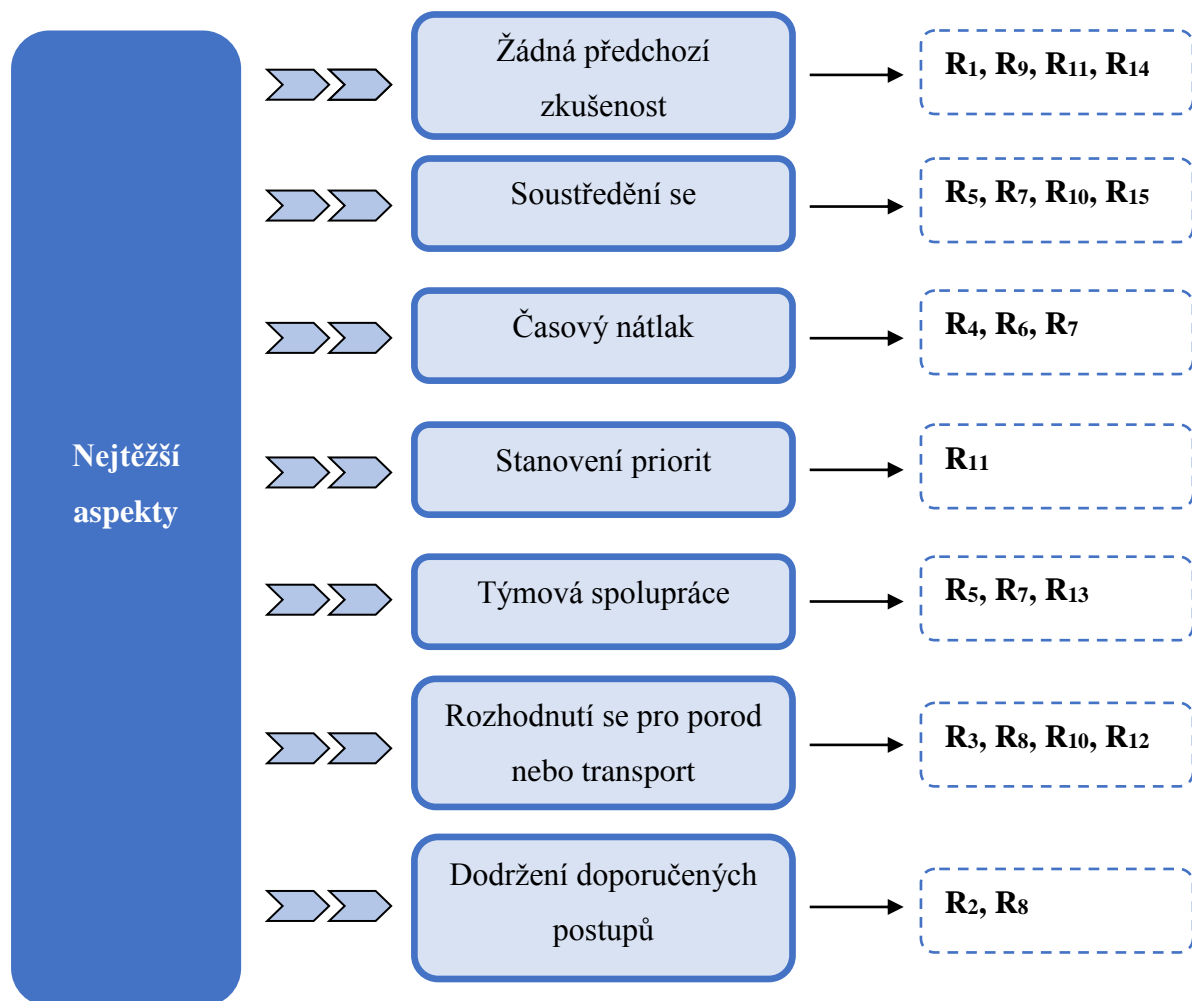 Nejtěžší
aspekty
Žádná předchozí
zkušenost
R₁, R₉, R₁₁, R₁₄
Soustředění se
R₅, R₇, R₁₀, R₁₅
Časový nátlak
R₄, R₆, R₇
Stanovení priorit
R₁₁
Týmová spolupráce
R₅, R₇, R₁₃
Rozhodnutí se pro porod
nebo transport
R₃, R₈, R₁₀, R₁₂
Dodržení doporučených
postupů
R₂, R₈